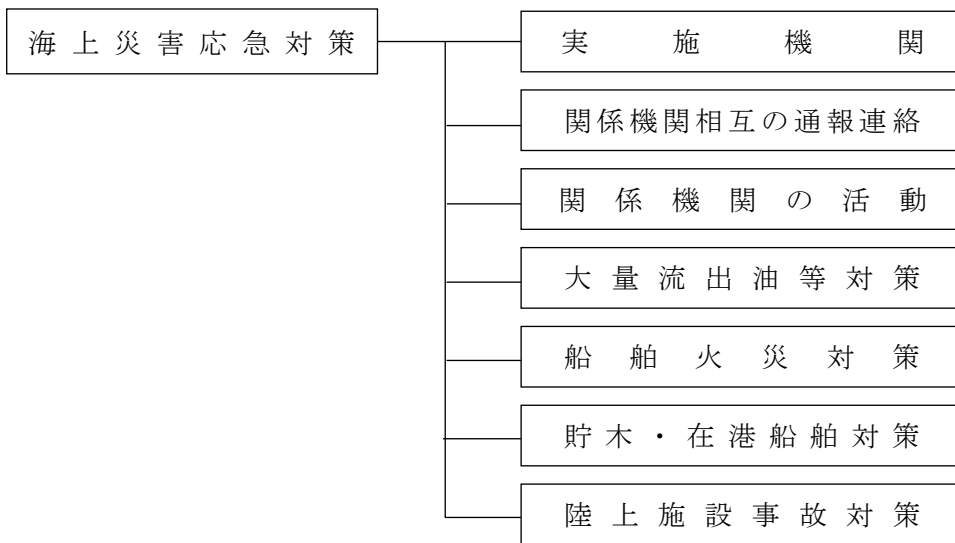 海上災害応急対策
実施機関
関係機関相互の通報連絡
関係機関の活動
大量流出油等対策
船舶火災対策
貯木・在港船舶対策
陸上施設事故対策